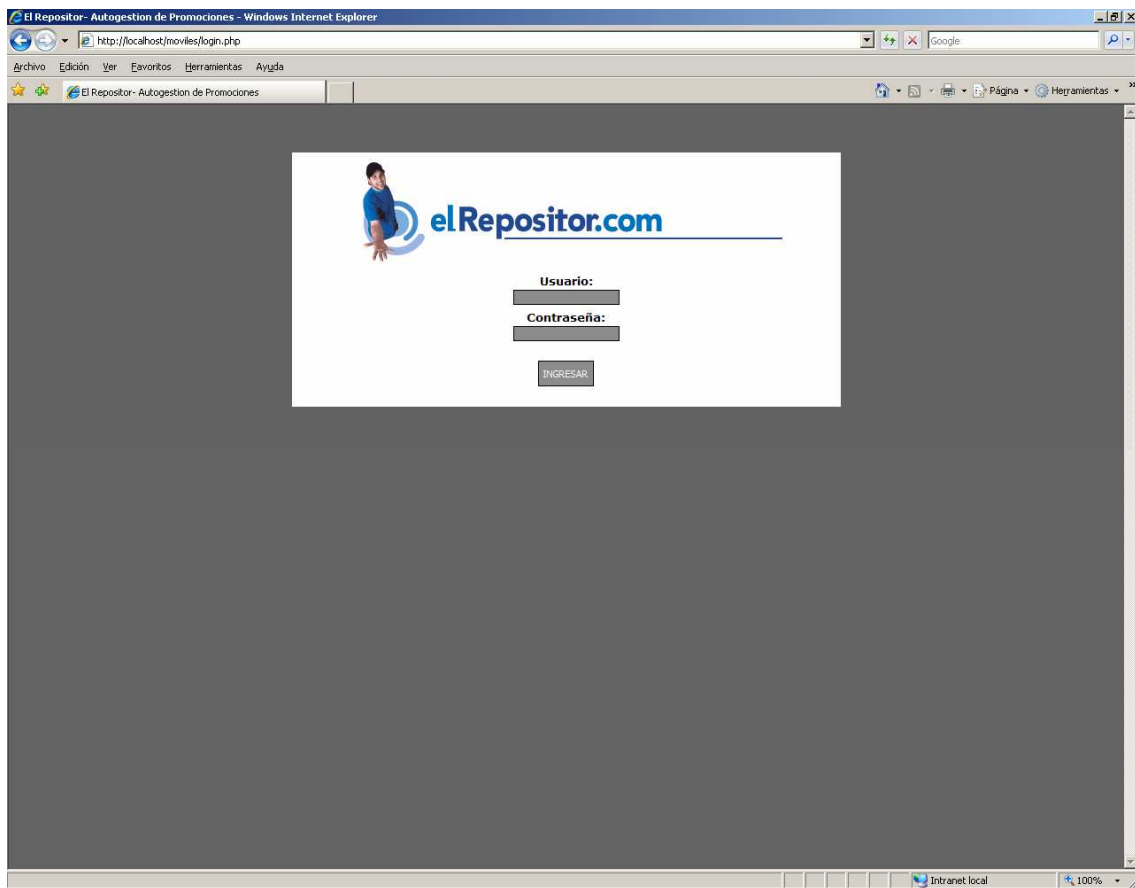 El Repositor- Autogestion de Promociones - Windows Internet Explorer
http://localhost/moviles/login.php
Google
Archivo Edición Ver Favoritos Herramientas Ayuda
El Repositor- Autogestion de Promociones
Página Herramientas »
elRepositor.com
Usuario:
Contraseña:
INGRESAR
Intranet local 100%